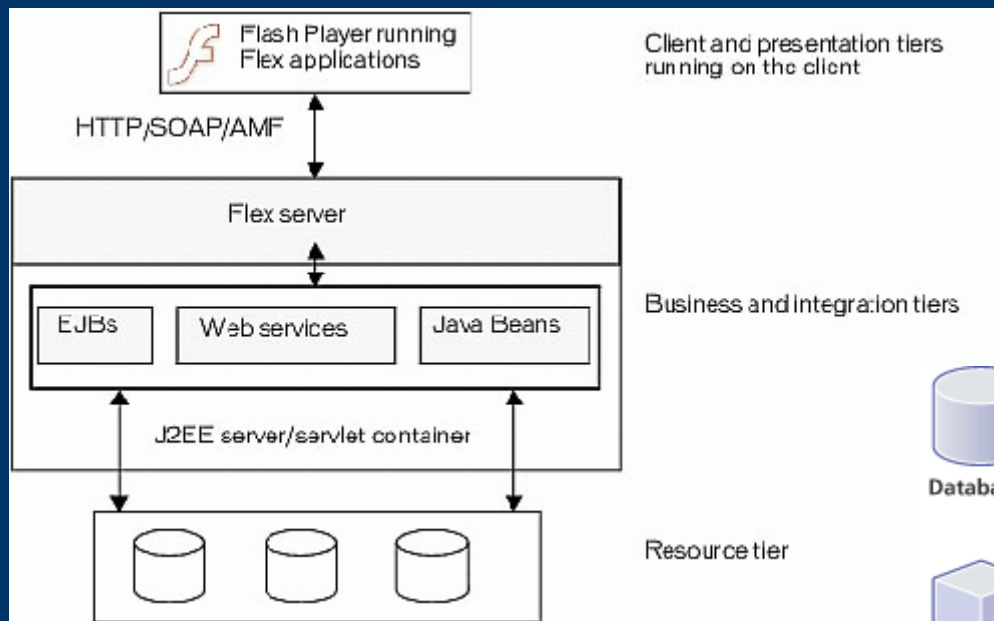 Flash Player running
Flex applications
Client and presentation tiers
running on the client
HTTP/SOAP/AMF
Flex server
Business and integration tiers
EJBs
Web services
Java Beans
J2EE server/servlet container
Databa
Resource tier